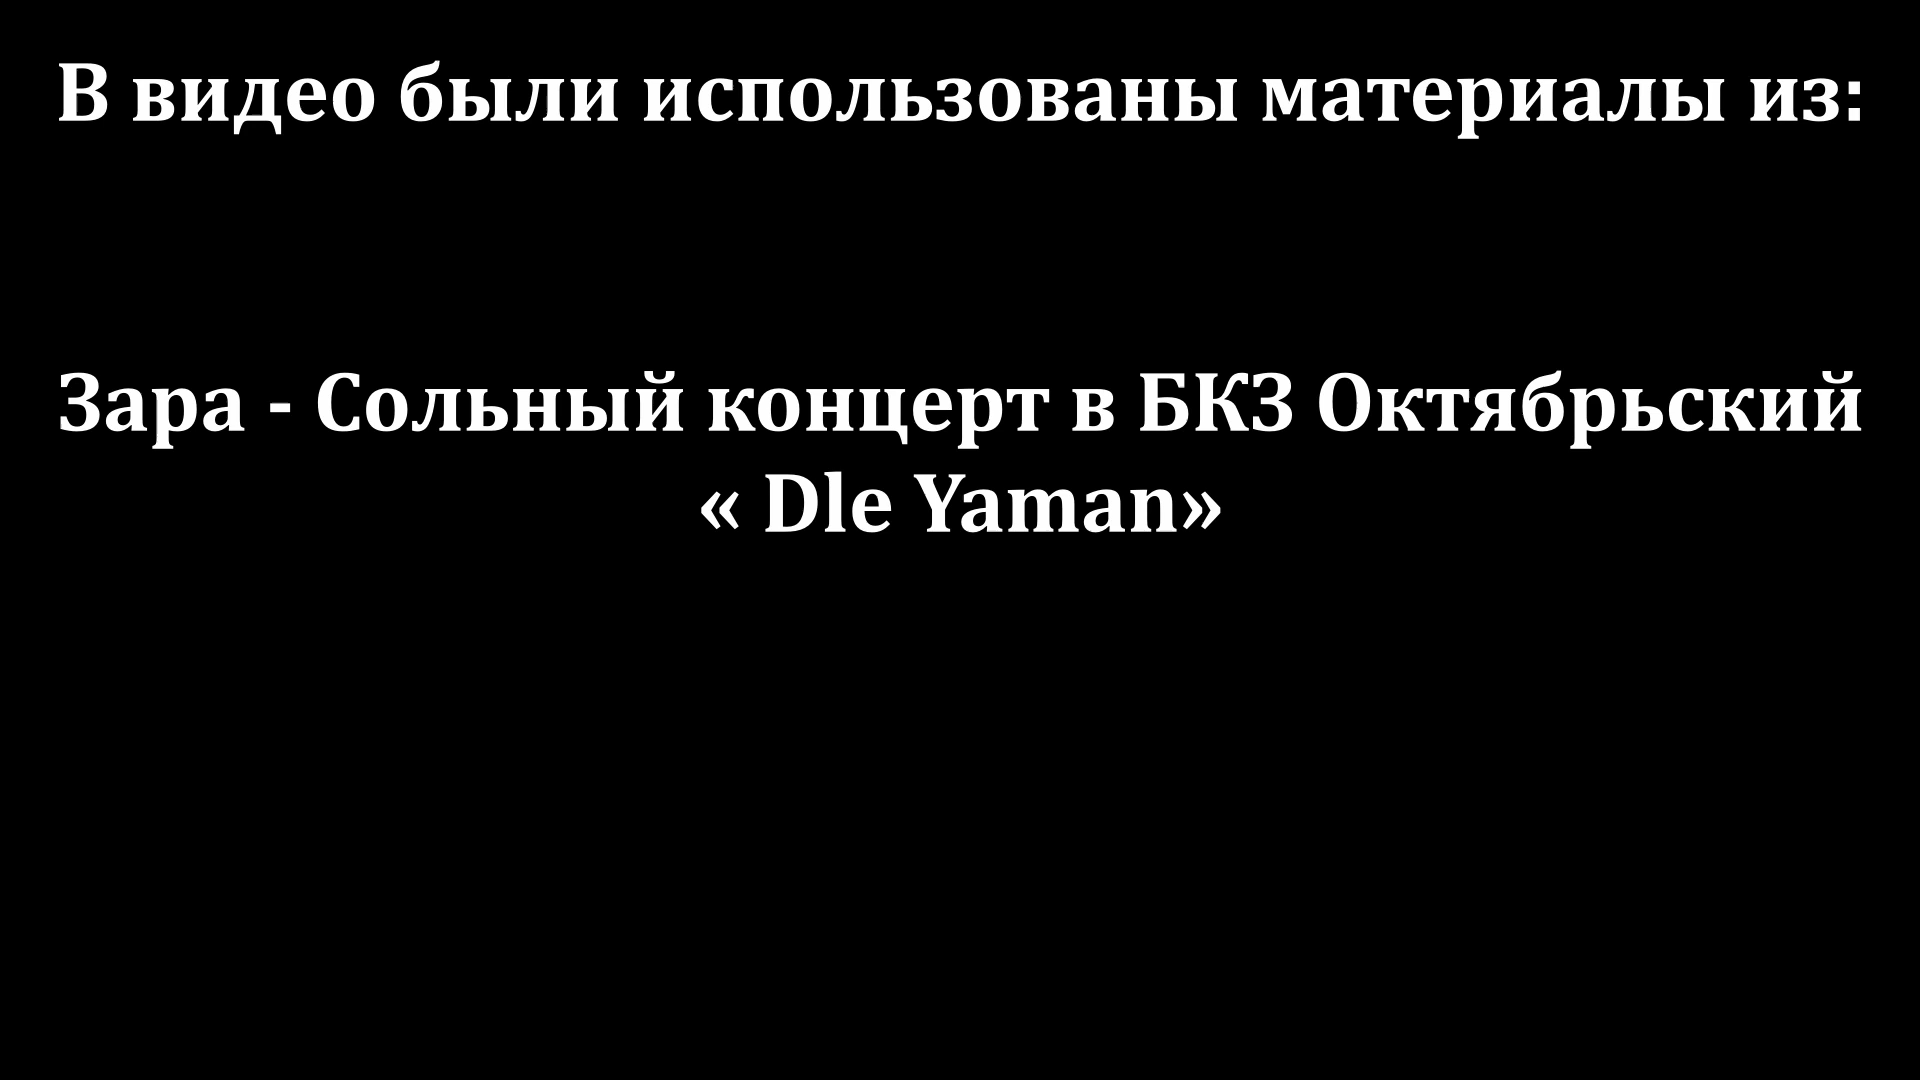 В видео были использованы материалы из:
Зара - Сольный концерт в БКЗ Октябрьский
« Dle Yaman»